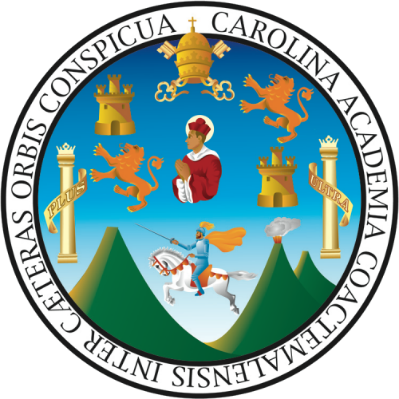 CAROLINA ACADEMIA COACTEMALENSIS INTER CÆTERAS ORBIS CONSPICUA
PLUS
ULTRA